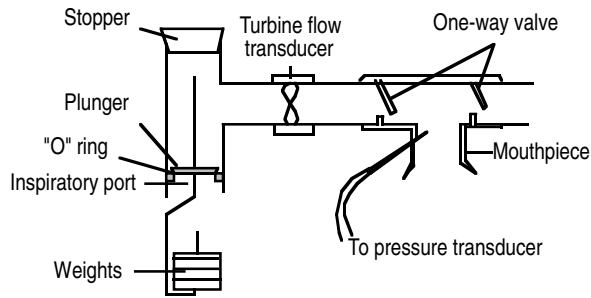 Stopper
Turbine flow
transducer
One-way valve
Plunger
"O" ring
Inspiratory port
Mouthpiece
To pressure transducer
Weights